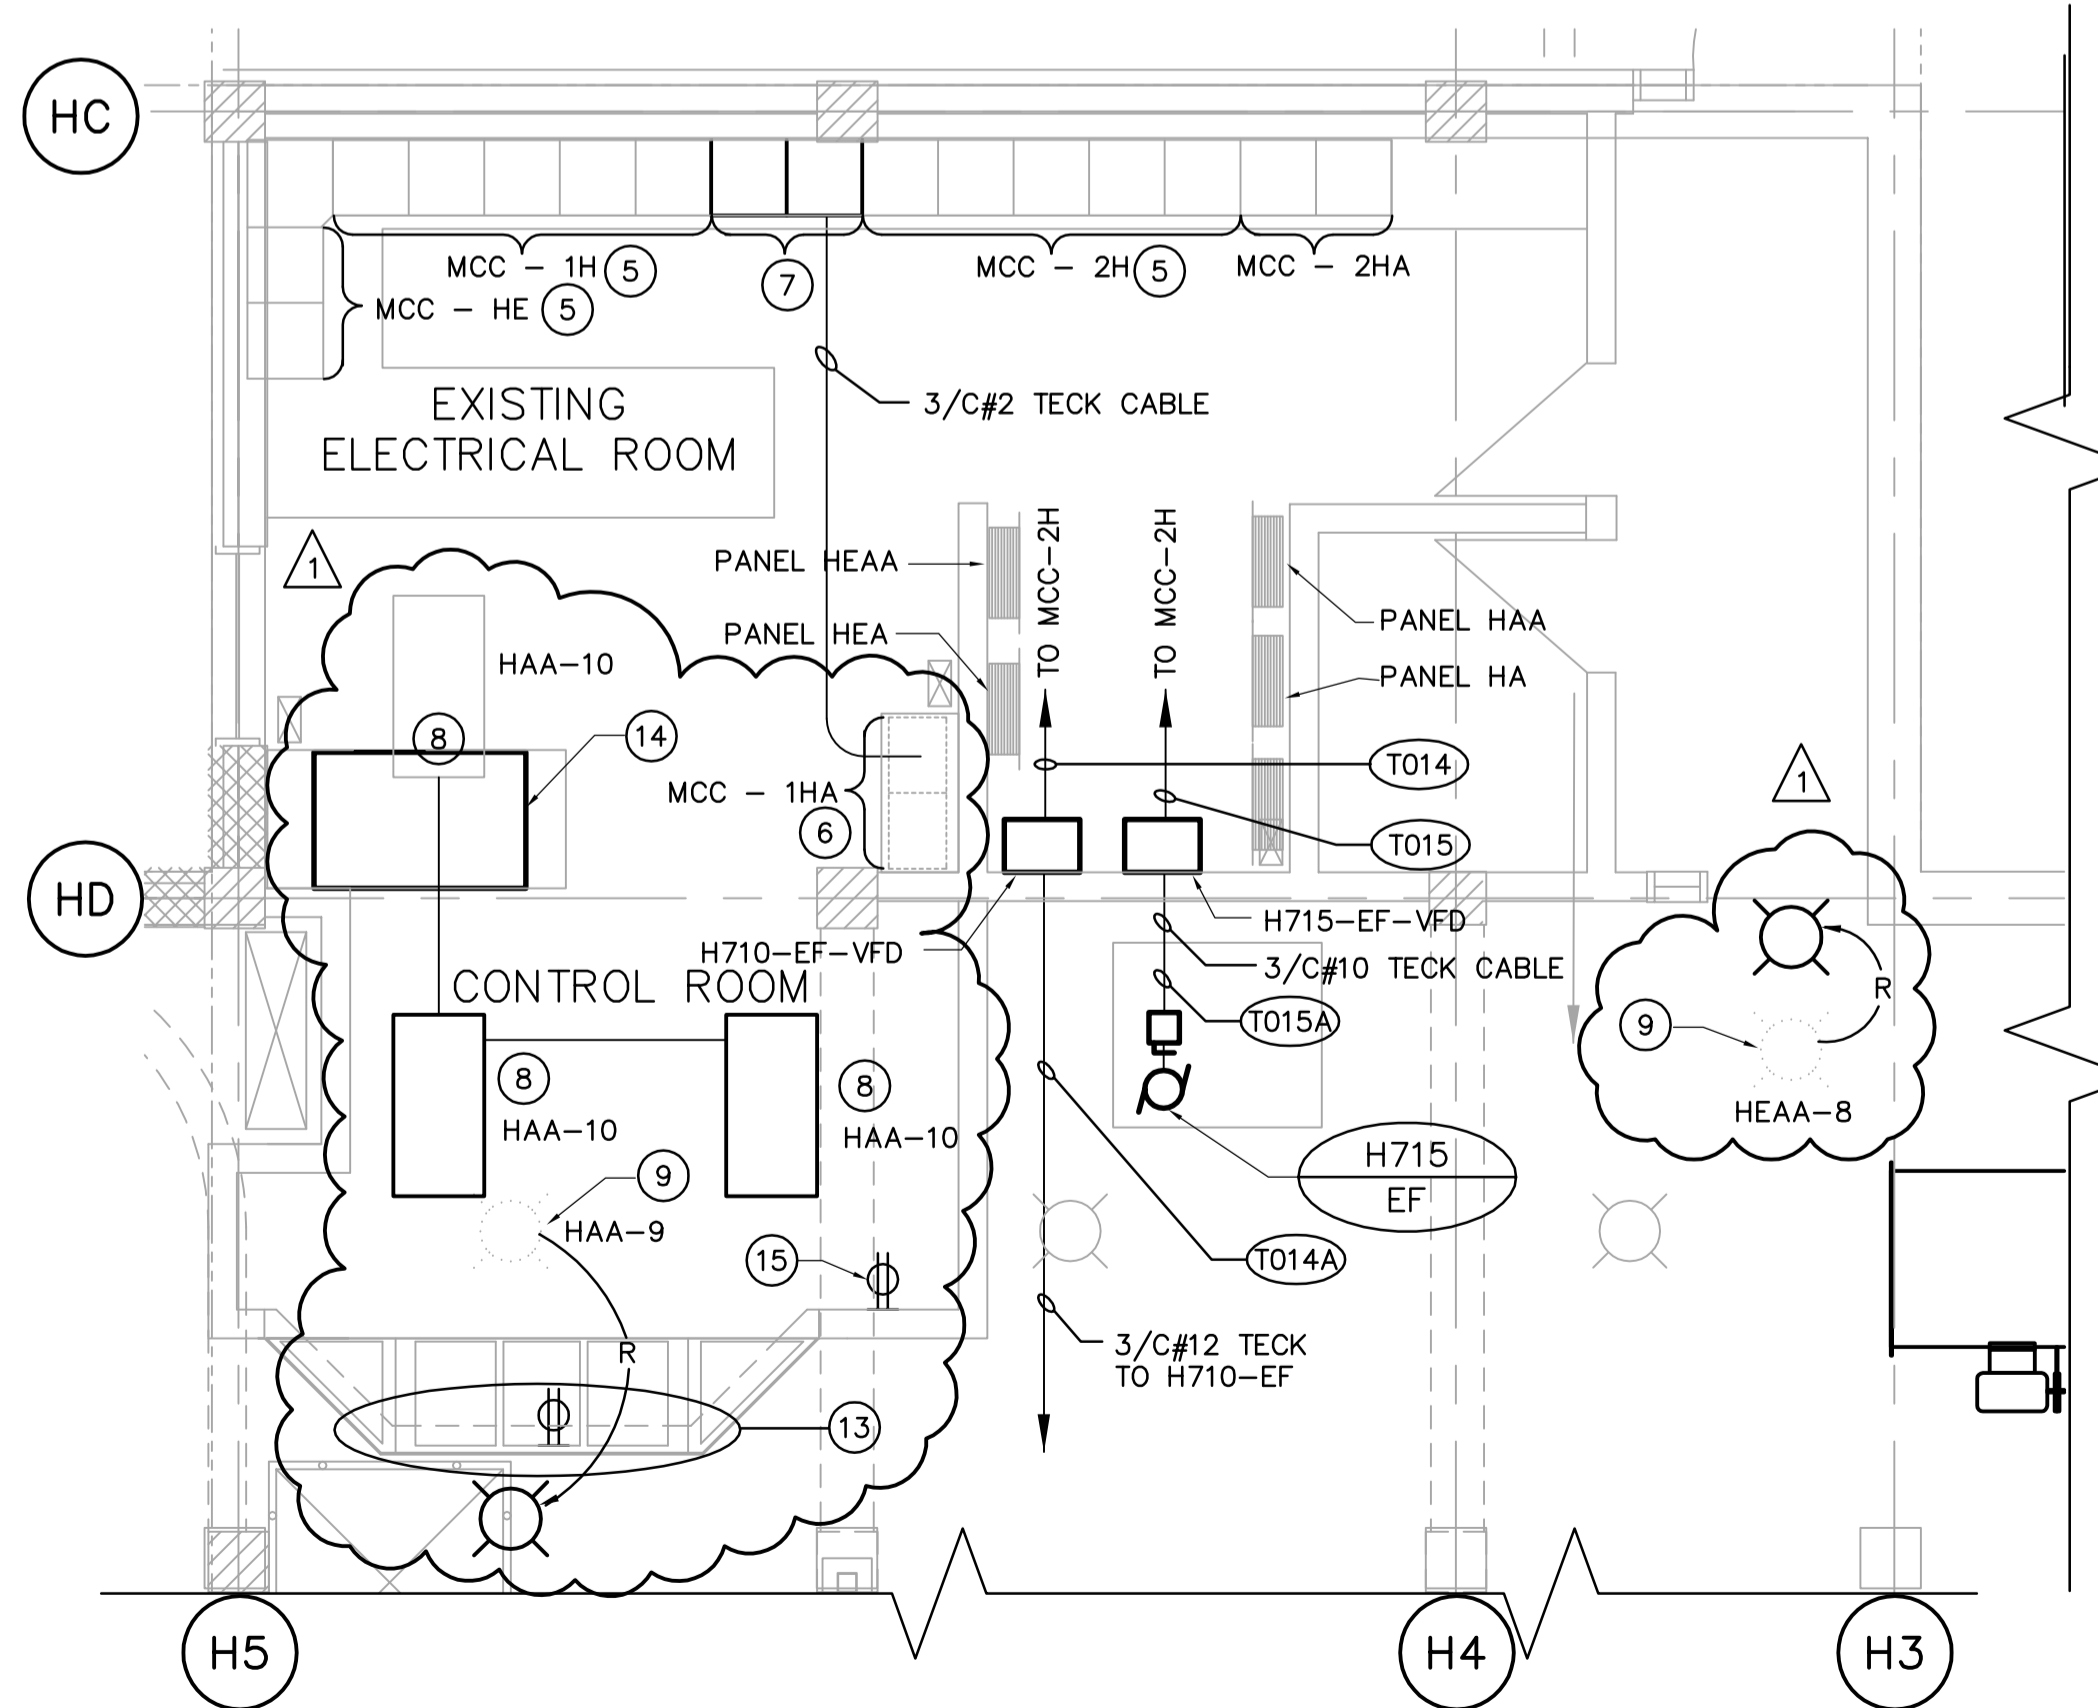 HC
MCC - 1H 5
7
MCC - 2H 5
MCC - 2HA
MCC - HE 5
3/C#2 TECK CABLE
EXISTING
ELECTRICAL ROOM
1
PANEL HEAA
TO MCC-2H
TO MCC-2H
PANEL HAA
PANEL HEA
PANEL HA
HAA-10
8
14
MCC - 1HA
6
T014
T015
1
HD
H710-EF-VFD
H715-EF-VFD
3/C#10 TECK CABLE
CONTROL ROOM
T015A
R
9
HEAA-8
8
HAA-10
8
HAA-10
H715
EF
9
HAA-9
15
T014A
R
3/C#12 TECK
TO H710-EF
13
H5
H4
H3